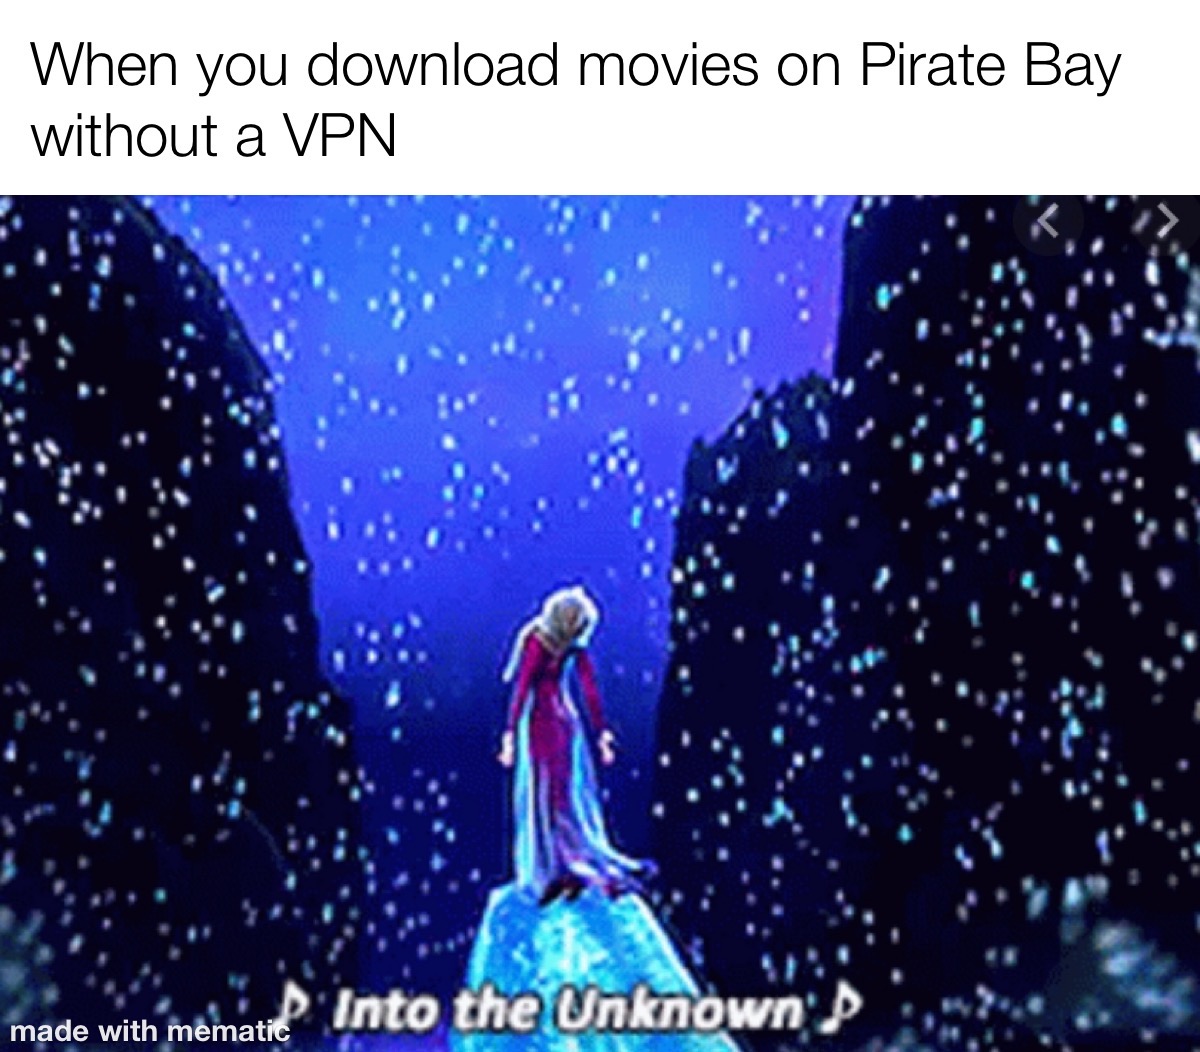 When you download movies on Pirate Bay
without a VPN
♪ Into the Unknown ♪
made with mematic